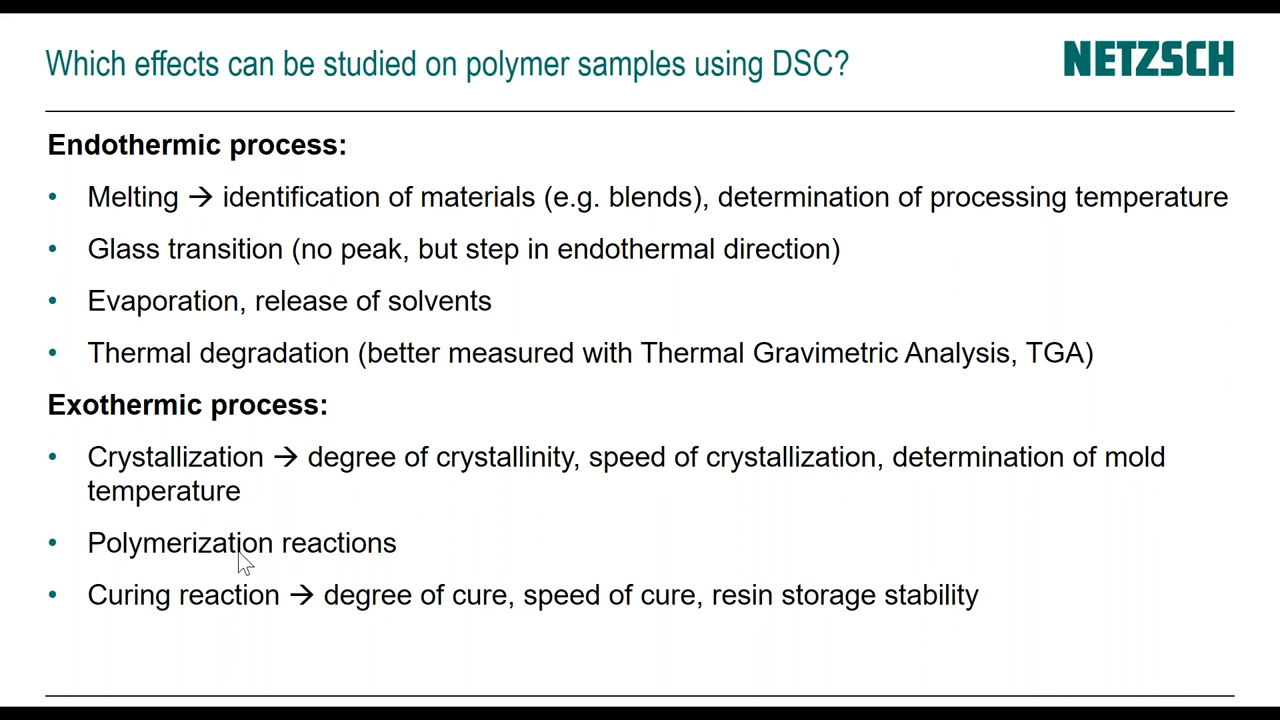 Which effects can be studied on polymer samples using DSC?
NETZSCH
Endothermic process:
• Melting → identification of materials (e.g. blends), determination of processing temperature
• Glass transition (no peak, but step in endothermal direction)
• Evaporation, release of solvents
• Thermal degradation (better measured with Thermal Gravimetric Analysis, TGA)
Exothermic process:
• Crystallization → degree of crystallinity, speed of crystallization, determination of mold
temperature
• Polymerization reactions
• Curing reaction → degree of cure, speed of cure, resin storage stability